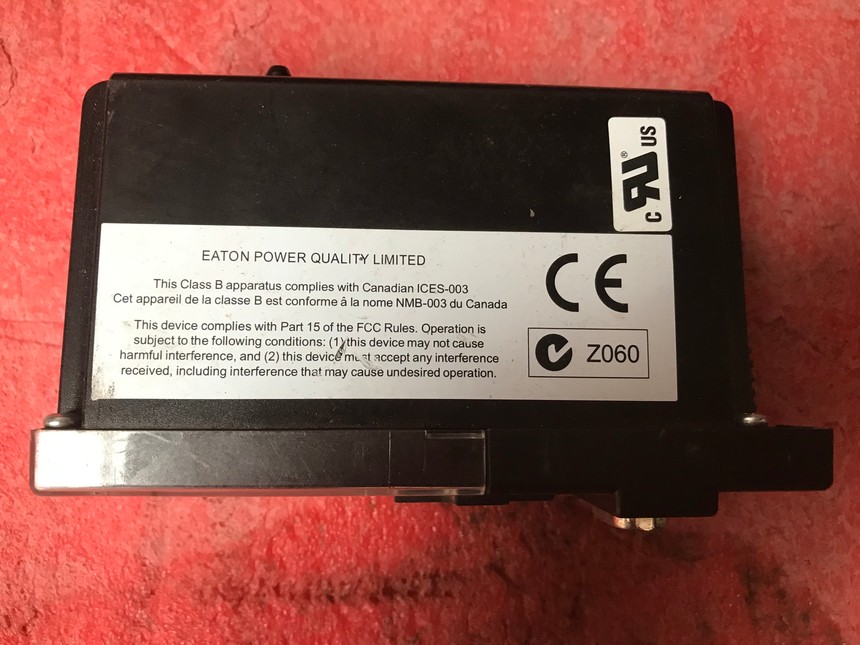 C RU® US
EATON POWER QUALITY LIMITED
This Class B apparatus complies with Canadian ICES-003
Cet appareil de la classe B est conforme â la nome NMB-003 du Canada
This device complies with Part 15 of the FCC Rules. Operation is
subject to the following conditions: (1) this device may not cause
harmful interference, and (2) this device must accept any interference
received, including interference that may cause undesired operation.
CE
Z060